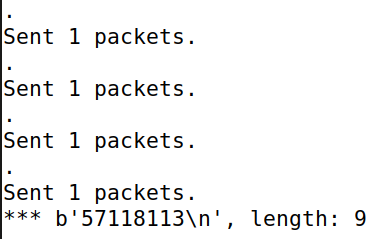 .
Sent 1 packets.
.
Sent 1 packets.
.
Sent 1 packets.
.
Sent 1 packets.
*** b'57118113\n', length: 9